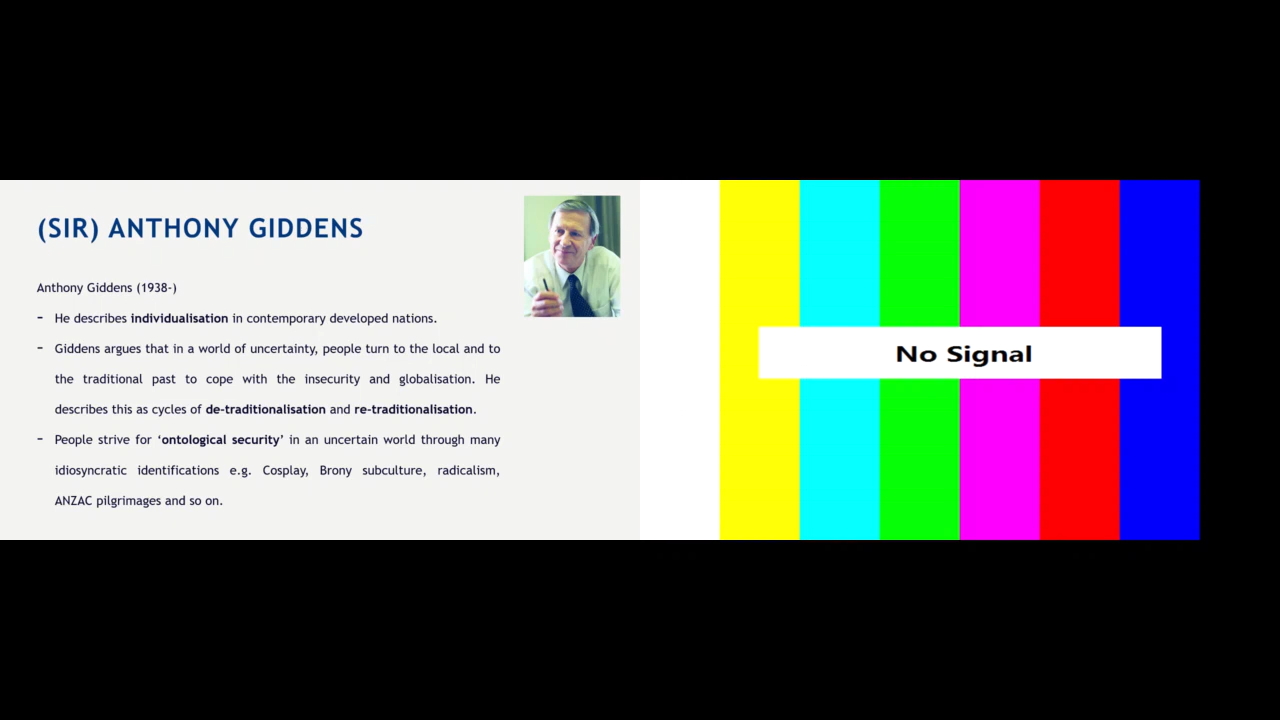 (SIR) ANTHONY GIDDENS
Anthony Giddens (1938-)
– He describes individualisation in contemporary developed nations.
– Giddens argues that in a world of uncertainty, people turn to the local and to
the traditional past to cope with the insecurity and globalisation. He
describes this as cycles of de-traditionalisation and re-traditionalisation.
– People strive for ‘ontological security’ in an uncertain world through many
idiosyncratic identifications e.g. Cosplay, Brony subculture, radicalism,
ANZAC pilgrimages and so on.
No Signal